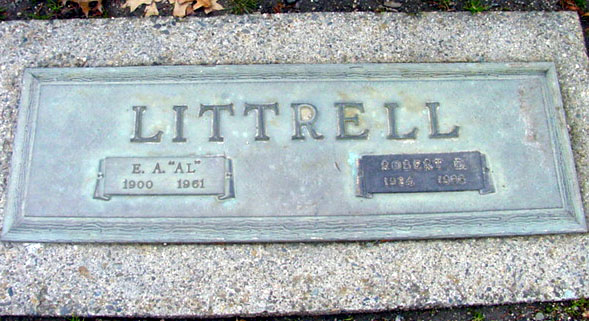 LITTRELL
E. A. "AL"
1900 1961
ROBERT